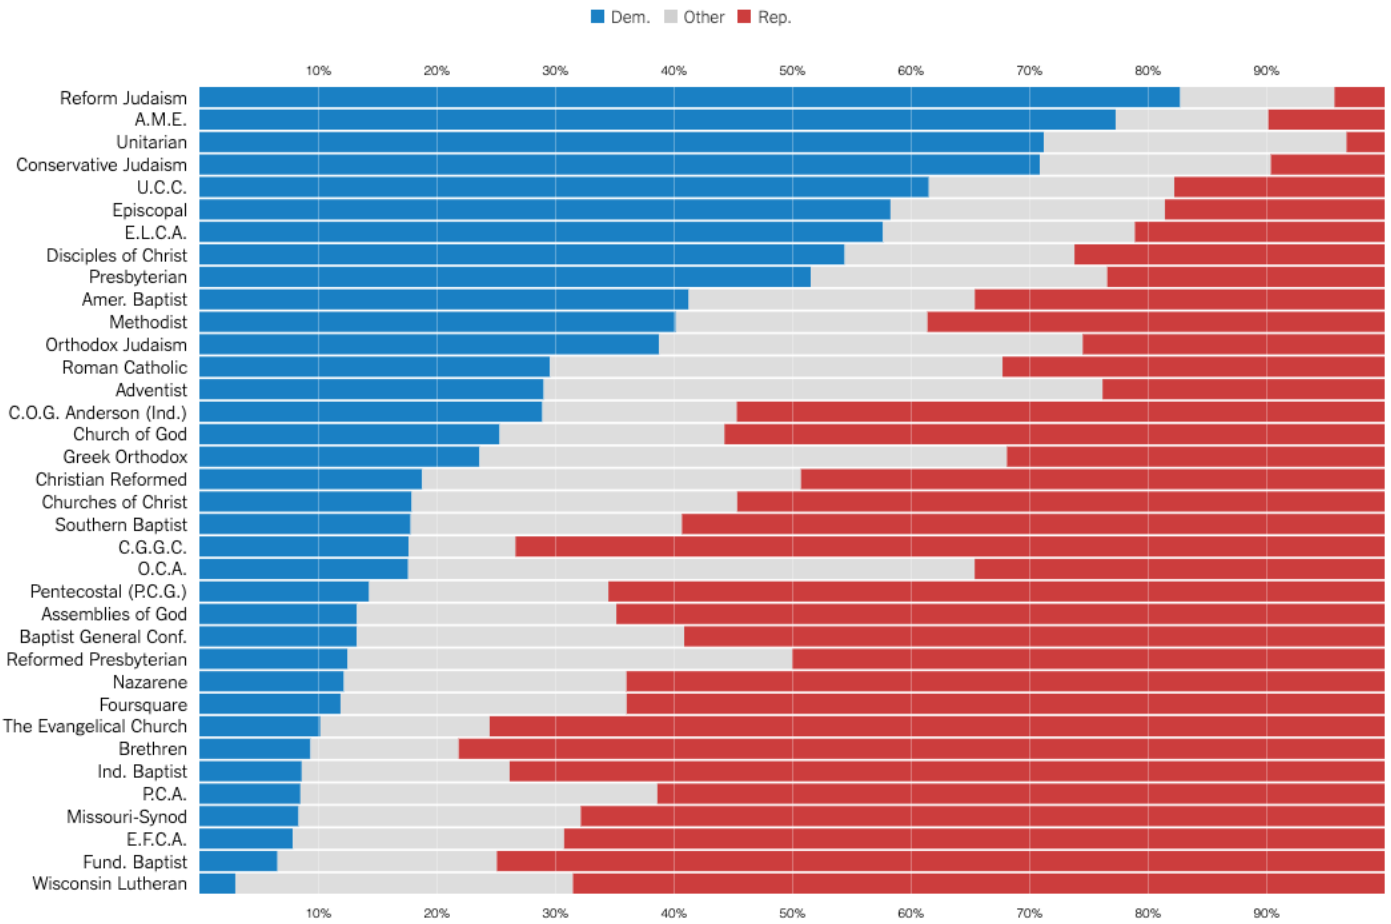 Dem. Other Rep.
10% 20% 30% 40% 50% 60% 70% 80% 90%
Reform Judaism
A.M.E.
Unitarian
Conservative Judaism
U.C.C.
Episcopal
E.L.C.A.
Disciples of Christ
Presbyterian
Amer. Baptist
Methodist
Orthodox Judaism
Roman Catholic
Adventist
C.O.G. Anderson (Ind.)
Church of God
Greek Orthodox
Christian Reformed
Churches of Christ
Southern Baptist
C.G.G.C.
O.C.A.
Pentecostal (P.C.G.)
Assemblies of God
Baptist General Conf.
Reformed Presbyterian
Nazarene
Foursquare
The Evangelical Church
Brethren
Ind. Baptist
P.C.A.
Missouri-Synod
E.F.C.A.
Fund. Baptist
Wisconsin Lutheran
10% 20% 30% 40% 50% 60% 70% 80% 90%